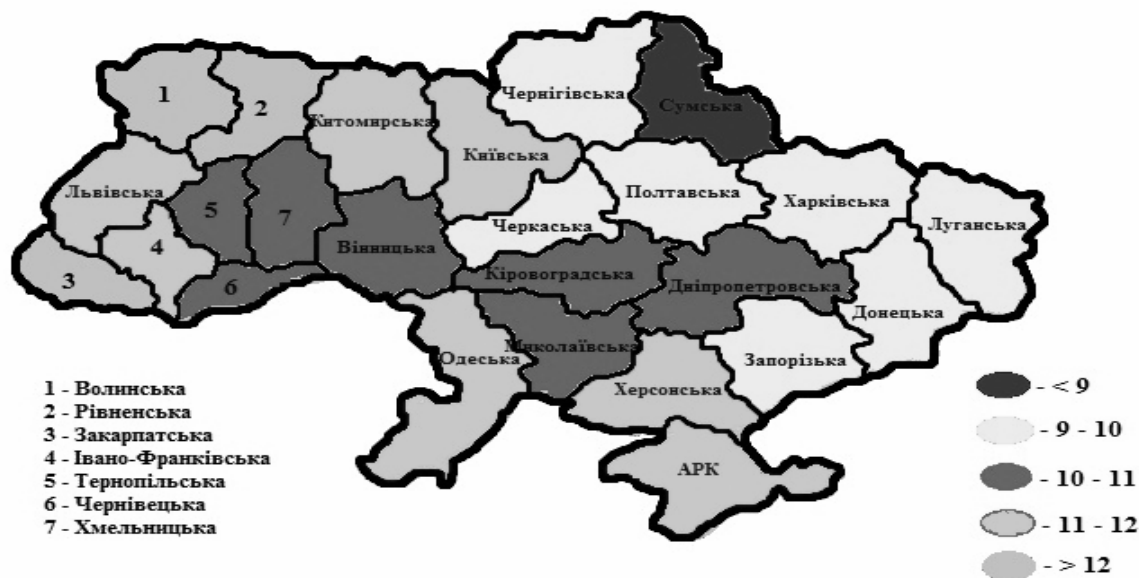 Чернігівська
Сумська
1
2
Житомирська
Київська
Львівська
5
7
Полтавська
Харківська
Луганська
Черкаська
Вінницька
4
3
6
Кіровоградська
Дніпропетровська
Донецька
Миколаївська
Одеська
Запорізька
Херсонська
АРК
1 - Волинська
2 - Рівненська
3 - Закарпатська
4 - Івано-Франківська
5 - Тернопільська
6 - Чернівецька
7 - Хмельницька
- < 9
- 9 - 10
- 10 - 11
- 11 - 12
- > 12